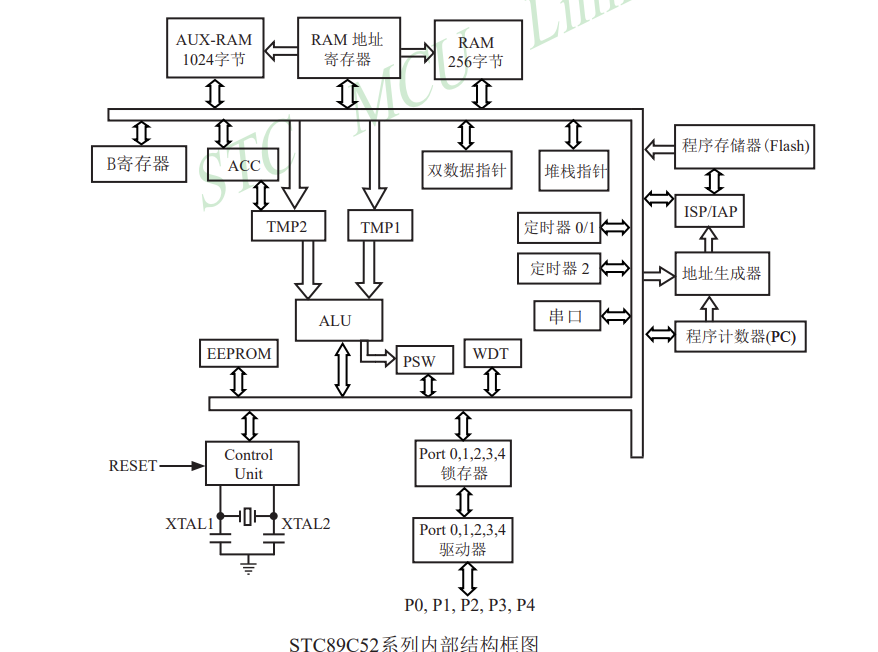 STC MCU Limi
AUX-RAM
1024字节
RAM 地址
寄存器
RAM
256字节
B寄存器
ACC
双数据指针
堆栈指针
程序存储器(Flash)
TMP2
TMP1
定时器 0/1
ISP/IAP
定时器 2
地址生成器
ALU
串口
程序计数器(PC)
EEPROM
PSW
WDT
RESET
Control
Unit
Port 0,1,2,3,4
锁存器
XTAL1
XTAL2
Port 0,1,2,3,4
驱动器
P0, P1, P2, P3, P4
STC89C52系列内部结构框图